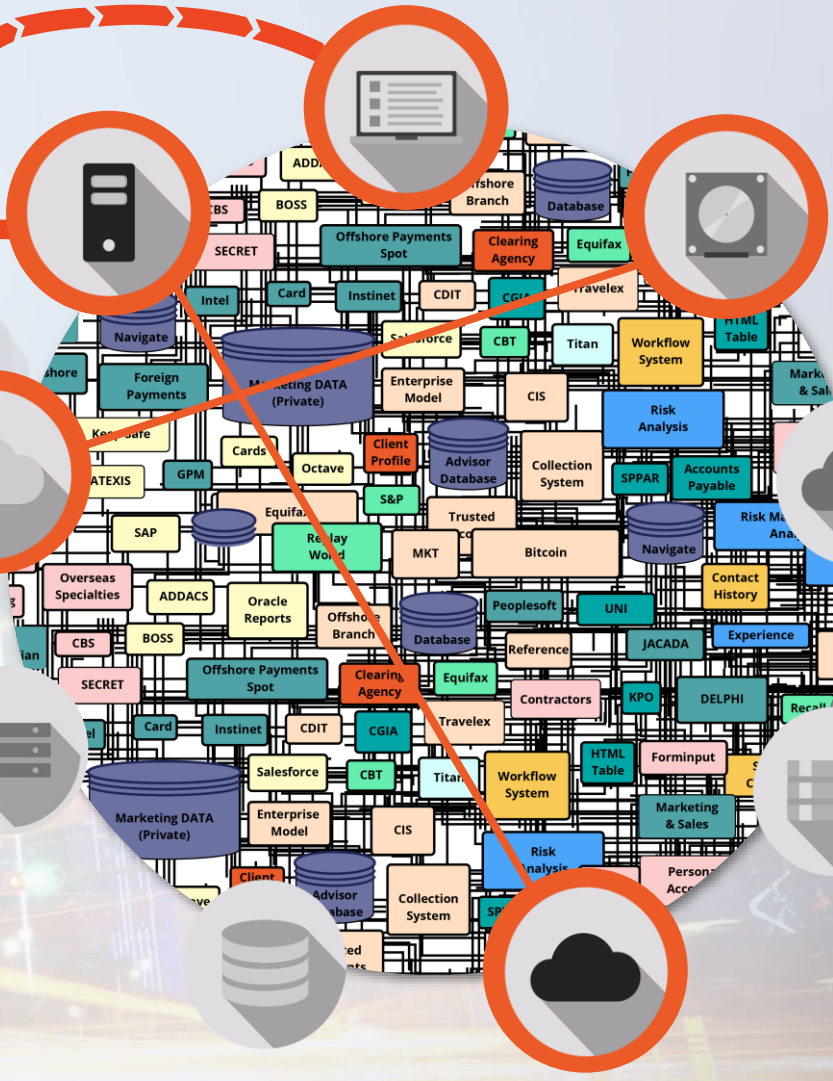 Database
BOSS
Branch
SECRET
Offshore Payments
Spot
Clearing
Agency
Equifax
Intel
Card
Instinet
CDIT
CGIA
Travelex
HTML
Table
Navigate
Salesforce
CBT
Titan
Workflow
System
Foreign
Payments
Marketing DATA
(Private)
Enterprise
Model
CIS
Risk
Analysis
Keep Safe
Cards
Client
Profile
Advisor
Database
Collection
System
ATEXIS
GPM
Octave
SPPAR
Accounts
Payable
S&P
Equifax
Trusted
SAP
Replay
World
MKT
Bitcoin
Navigate
Overseas
Specialties
ADDACS
Oracle
Reports
Offshore
Branch
Database
Peoplesoft
UNI
Contact
History
CBS
BOSS
Reference
JACADA
Experience
SECRET
Offshore Payments
Spot
Clearing
Agency
Equifax
Contractors
KPO
DELPHI
Recall
Card
Instinet
CDIT
CGIA
Travelex
HTML
Table
Forminput
Salesforce
CBT
Titan
Workflow
System
Marketing DATA
(Private)
Enterprise
Model
CIS
Marketing
& Sales
Risk
Analysis
Client
Advisor
Collection
System